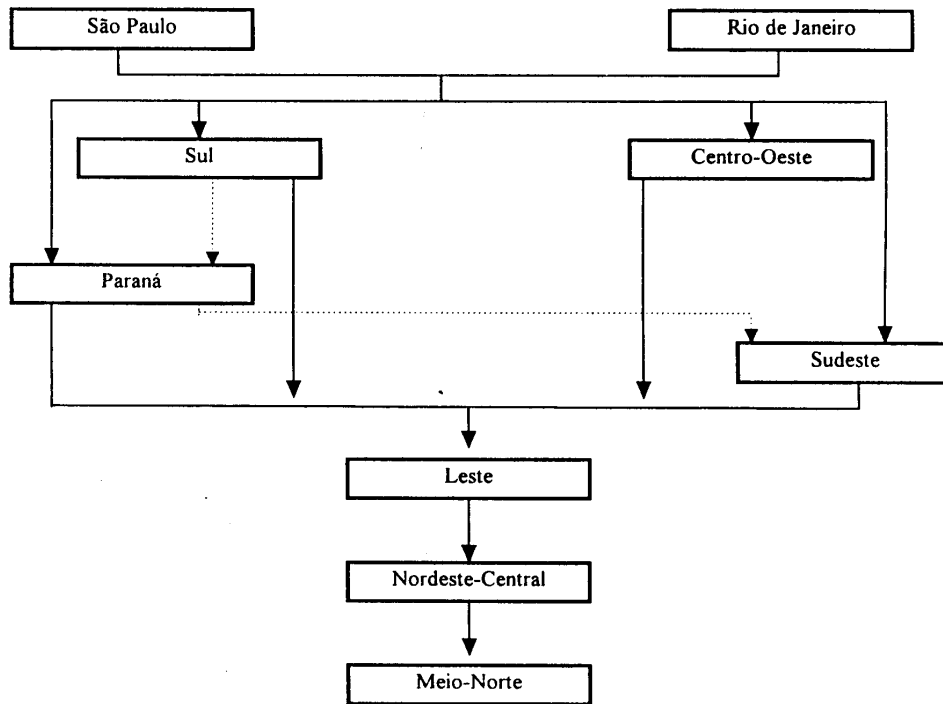 São Paulo
Rio de Janeiro
Sul
Centro-Oeste
Paraná
Sudeste
Leste
Nordeste-Central
Meio-Norte